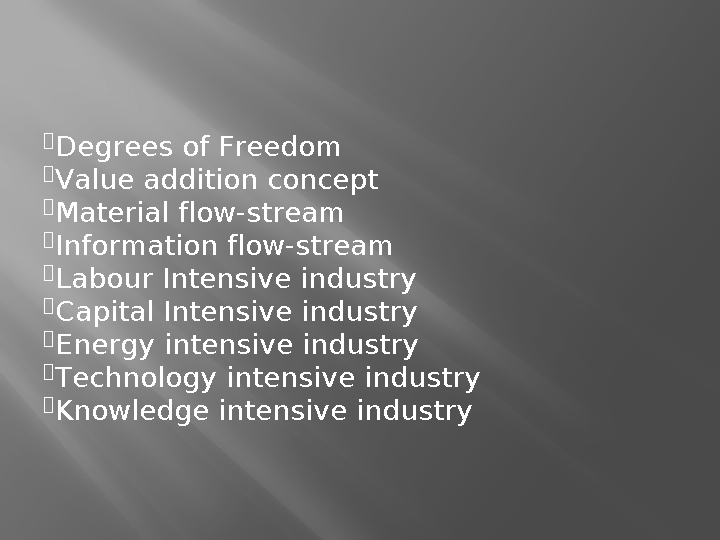 Degrees of Freedom
Value addition concept
Material flow-stream
Information flow-stream
Labour Intensive industry
Capital Intensive industry
Energy intensive industry
Technology intensive industry
Knowledge intensive industry